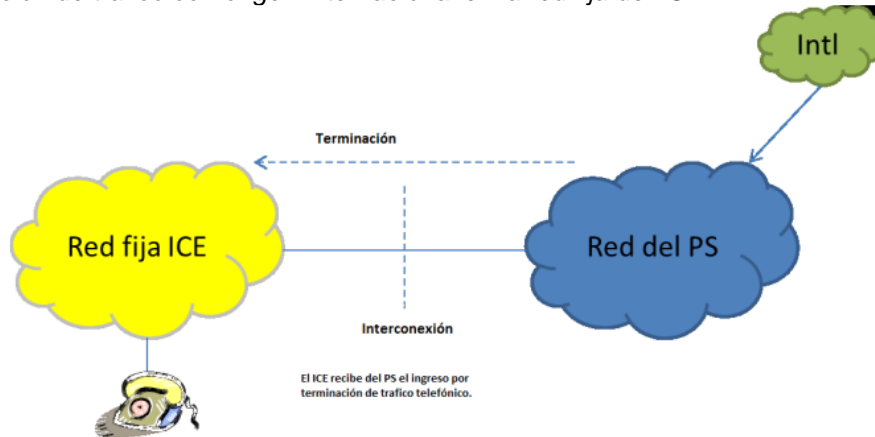 Intl
Terminación
Red fija ICE
Red del PS
Interconexión
El ICE recibe del PS el ingreso por
terminación de trafico telefónico.